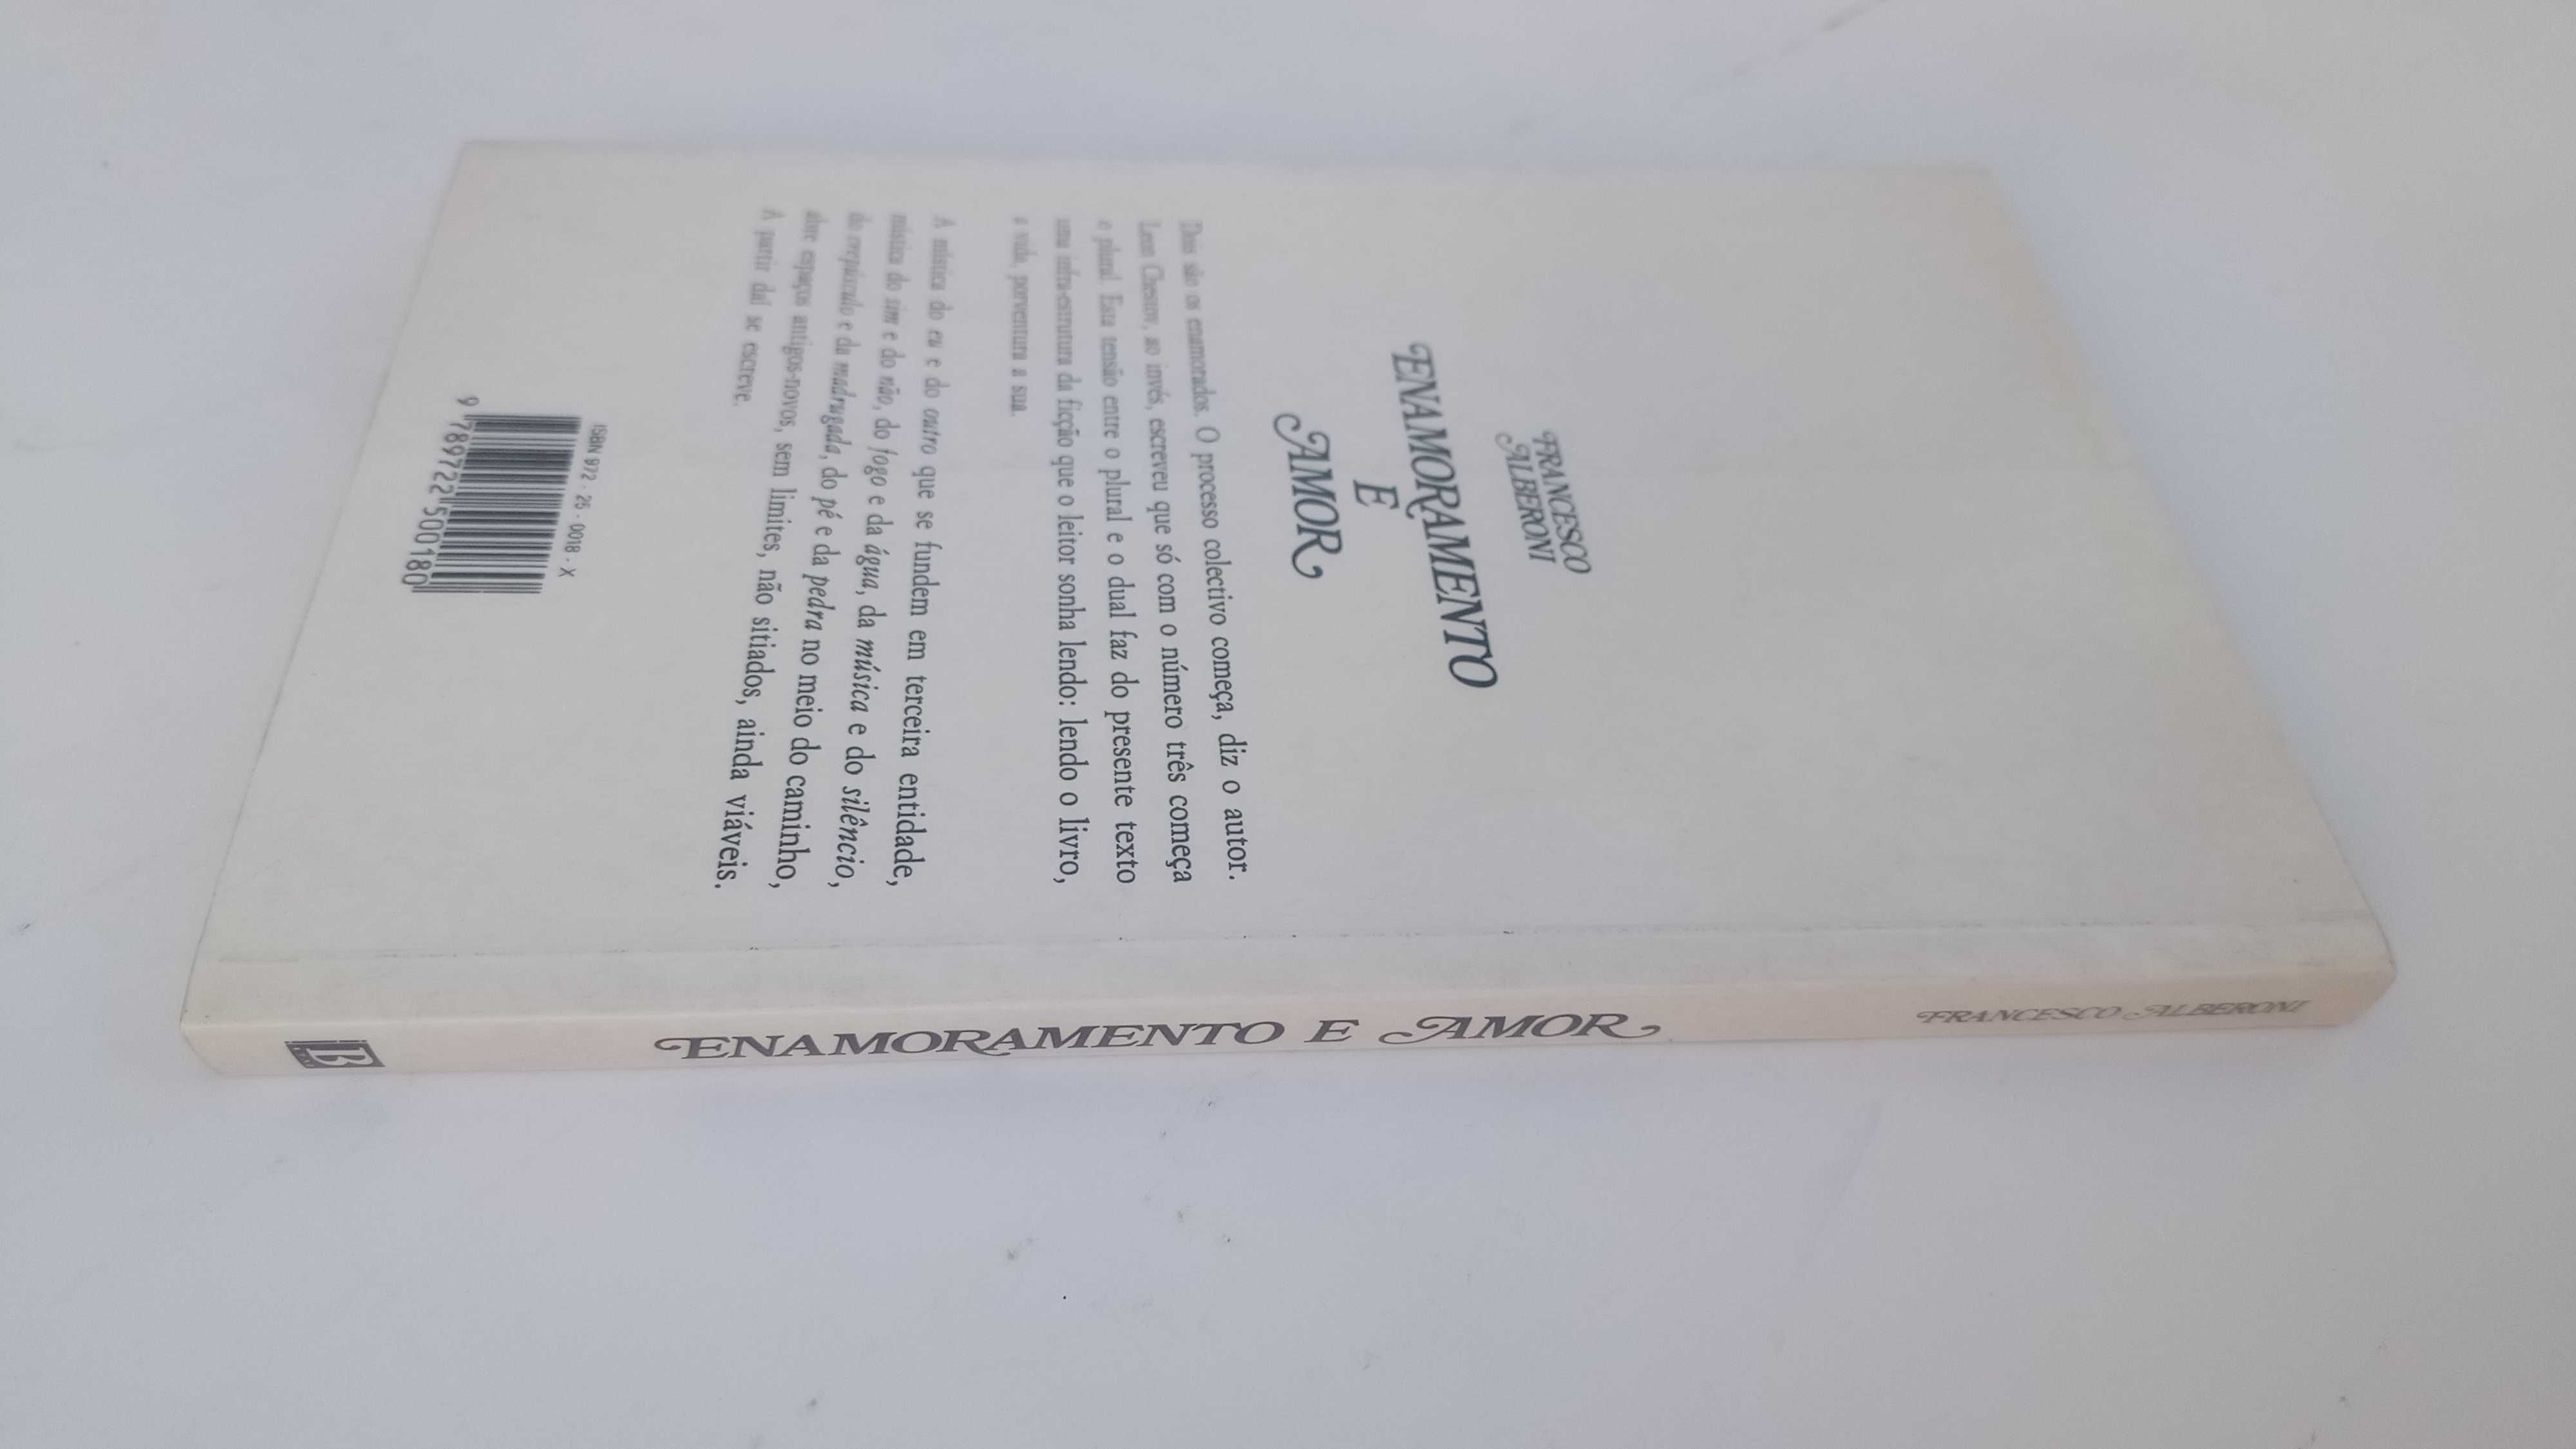 FRANCESCO
ALBERONI
ENAMORAMENTO
E
AMOR
Dois são os enamorados. O processo colectivo começa, diz o autor.
Leon Chestov, ao invés, escreveu que só com o número três começa
o plural. Esta tensão entre o plural e o dual faz do presente texto
uma infra-estrutura da ficção que o leitor sonha lendo: lendo o livro,
a vida, porventura a sua.
A mística do eu e do outro que se fundem em terceira entidade,
mística do sim e do não, do fogo e da água, da música e do silêncio,
do crepúsculo e da madrugada, do pé e da pedra no meio do caminho,
abre espaços antigos-novos, sem limites, não sitiados, ainda viáveis.
A partir daí se escreve.
ISBN 972 - 25 - 0018 - X
9 789722 500180
ENAMORAMENTO E AMOR
FRANCESCO ALBERONI
B